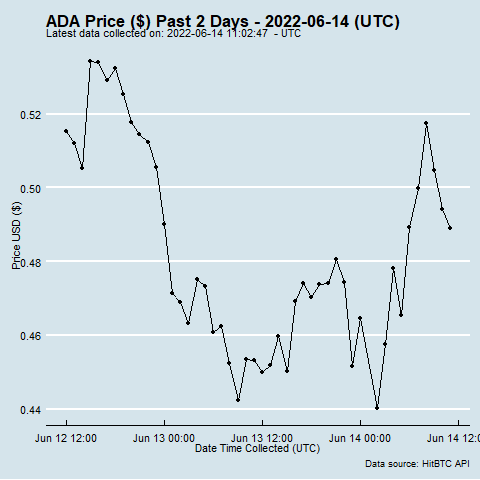 ADA Price ($) Past 2 Days - 2022-06-14 (UTC)
Latest data collected on: 2022-06-14 11:02:47 - UTC
Price USD ($)
0.52
0.50
0.48
0.46
0.44
Jun 12 12:00 Jun 13 00:00 Jun 13 12:00 Jun 14 00:00 Jun 14 12:00
Date Time Collected (UTC)
Data source: HitBTC API